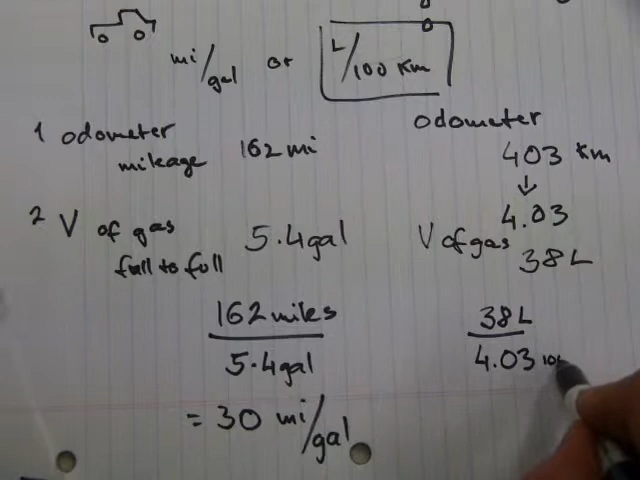 mi/gal or L/100 Km
1 odometer mileage 162 mi
odometer
403 Km
↓
4.03
2 V of gas full to full 5.4 gal
V of gas 38 L
162 miles
5.4 gal
= 30 mi/gal
38 L
4.03